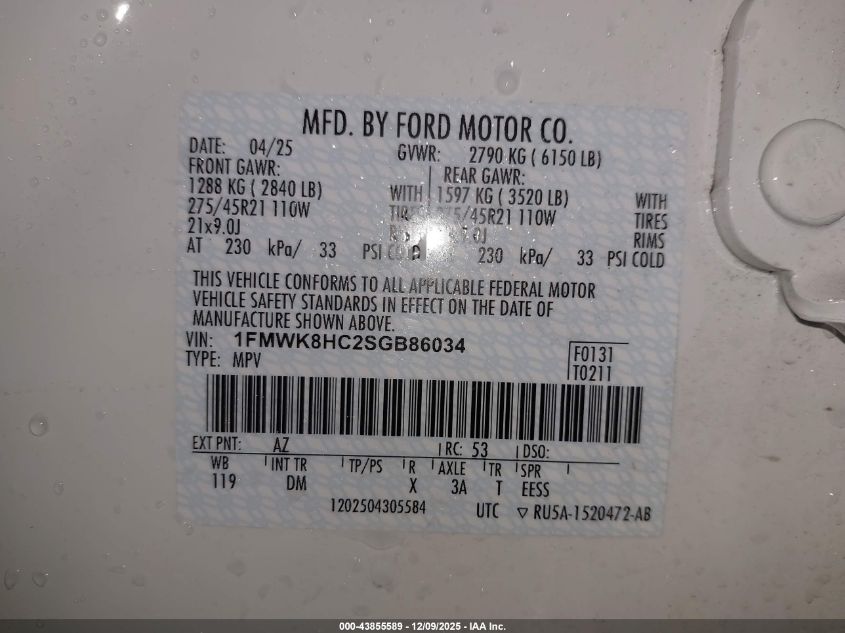 MFD. BY FORD MOTOR CO.
DATE: 04/25 GVWR: 2790 KG ( 6150 LB)
FRONT GAWR: REAR GAWR:
1288 KG ( 2840 LB) WITH 1597 KG ( 3520 LB) WITH
275/45R21 110W 275/45R21 110W TIRES
21x9.0J RIMS
AT 230 kPa/ 33 PSI COLD 230 kPa/ 33 PSI COLD
THIS VEHICLE CONFORMS TO ALL APPLICABLE FEDERAL MOTOR
VEHICLE SAFETY STANDARDS IN EFFECT ON THE DATE OF
MANUFACTURE SHOWN ABOVE.
VIN: 1FMWK8HC2SGB86034 F0131
TYPE: MPV T0211
EXT PNT: AZ RC: 53 DSO:
WB INT TR TP/PS R AXLE TR SPR
119 DM X 3A T EESS
1202504305584 UTC ▽ RU5A-1520472-AB
000-43855589 - 12/09/2025 - IAA Inc.